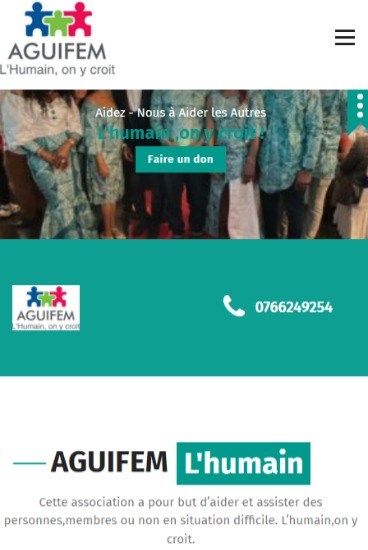 AGUIFEM
L'Humain, on y croit
Aidez - Nous à Aider les Autres
L'humain ,on y croit !
Faire un don
AGUIFEM
L'Humain, on y croit
0766249254
AGUIFEM L'humain
Cette association a pour but d'aider et assister des
personnes,membres ou non en situation difficile. L'humain,on y
croit.